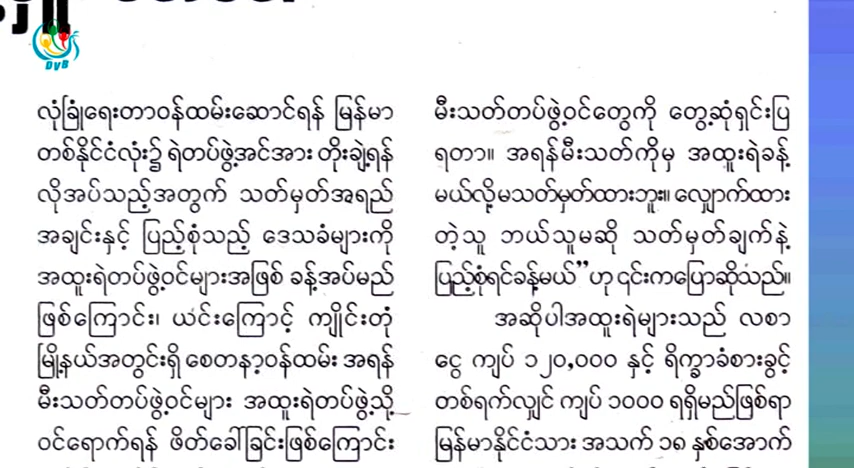 DVB
လုံခြုံရေးတာဝန်ထမ်းဆောင်ရန် မြန်မာ
တစ်နိုင်ငံလုံး၌ ရဲတပ်ဖွဲ့အင်အား တိုးချဲ့ရန်
လိုအပ်သည့်အတွက် သတ်မှတ်အရည်
အချင်းနှင့် ပြည့်စုံသည့် ဒေသခံများကို
အထူးရဲတပ်ဖွဲ့ဝင်များအဖြစ် ခန့်အပ်မည်
ဖြစ်ကြောင်း၊ ယင်းကြောင့် ကျိုင်းတုံ
မြို့နယ်အတွင်းရှိ စေတနာ့ဝန်ထမ်း အရန်
မီးသတ်တပ်ဖွဲ့ဝင်များ အထူးရဲတပ်ဖွဲ့သို့
ဝင်ရောက်ရန် ဖိတ်ခေါ်ခြင်းဖြစ်ကြောင်း
မီးသတ်တပ်ဖွဲ့ဝင်တွေကို တွေ့ဆုံရှင်းပြ
ရတာ။ အရန်မီးသတ်ကိုမှ အထူးရဲခန့်
မယ်လို့မသတ်မှတ်ထားဘူး။ လျှောက်ထား
တဲ့သူ ဘယ်သူမဆို သတ်မှတ်ချက်နဲ့
ပြည့်စုံရင်ခန့်မယ်”ဟု ၎င်းကပြောဆိုသည်။
အဆိုပါအထူးရဲများသည် လစာ
ငွေ ကျပ် ၁၂၀,၀၀၀ နှင့် ရိက္ခာခံစားခွင့်
တစ်ရက်လျှင် ကျပ် ၁၀၀၀ ရရှိမည်ဖြစ်ရာ
မြန်မာနိုင်ငံသား အသက် ၁၈ နှစ်အောက်